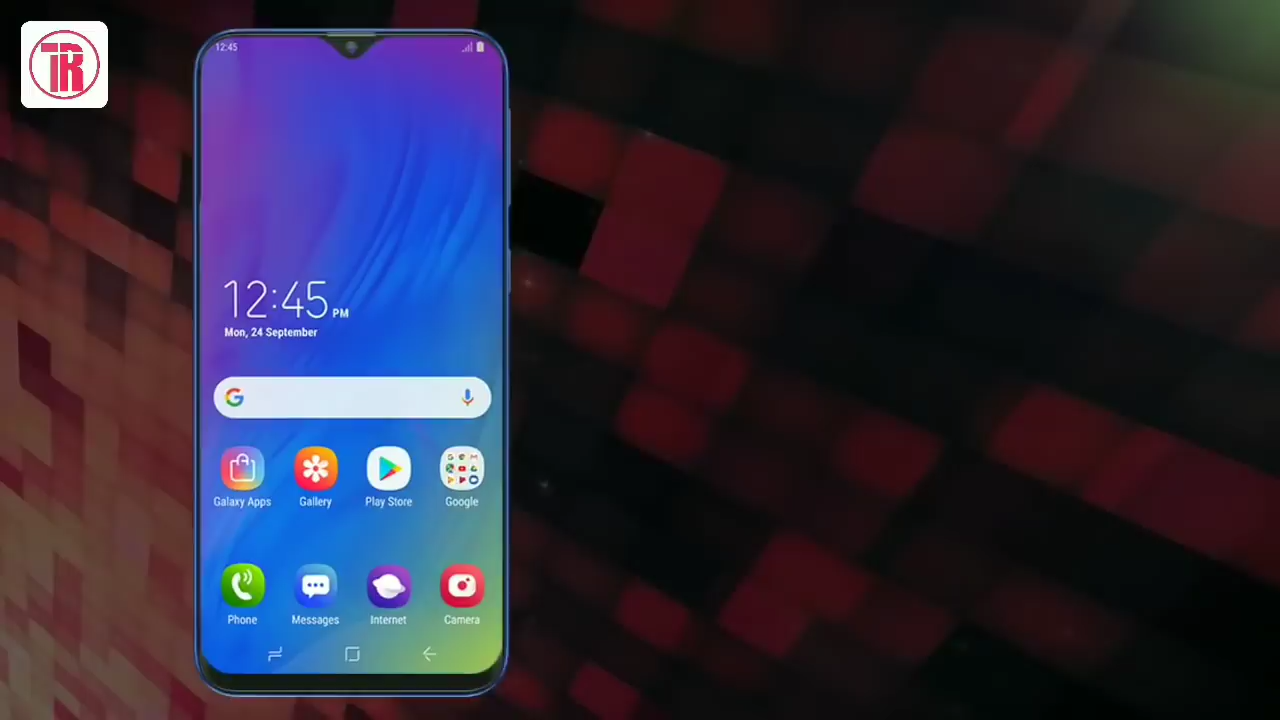 TR
12:45
12:45 PM
Mon, 24 September
Galaxy Apps
Gallery
Play Store
Google
Phone
Messages
Internet
Camera